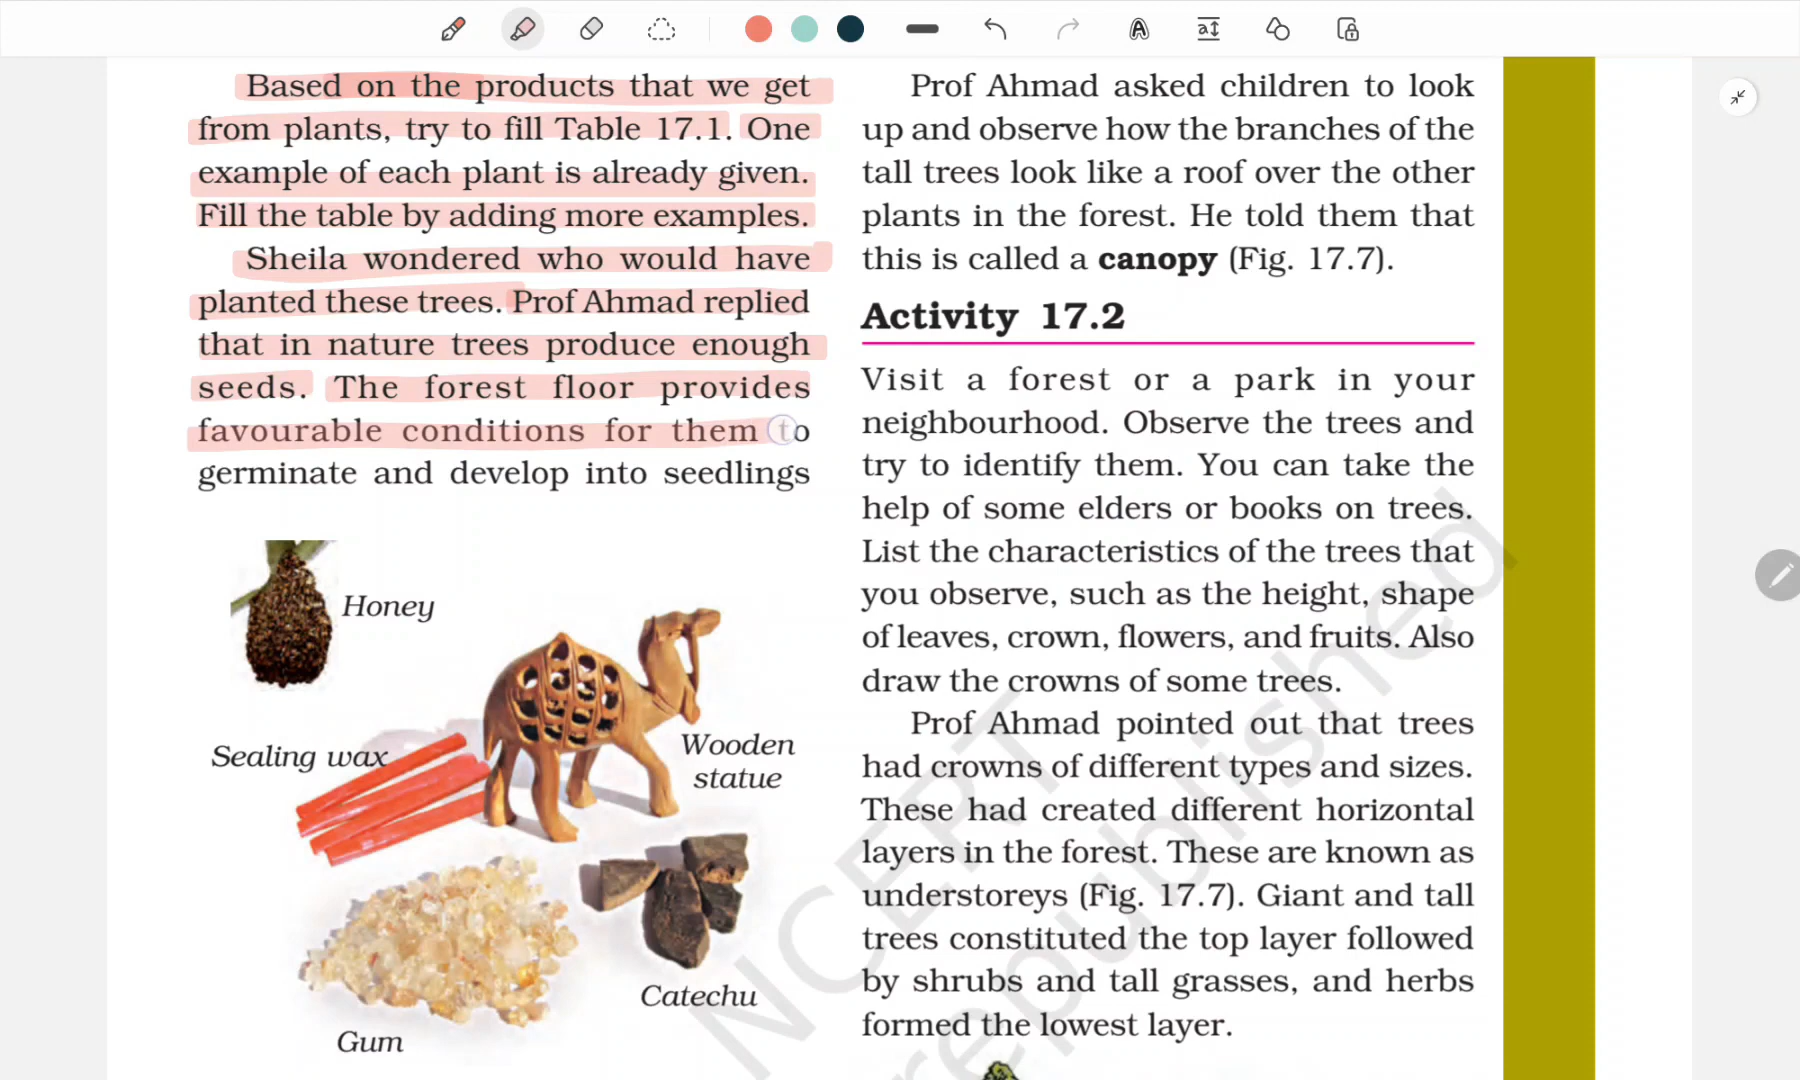 Based on the products that we get
from plants, try to fill Table 17.1. One
example of each plant is already given.
Fill the table by adding more examples.
Sheila wondered who would have
planted these trees. Prof Ahmad replied
that in nature trees produce enough
seeds. The forest floor provides
favourable conditions for them to
germinate and develop into seedlings
Honey
Sealing wax
Wooden
statue
Catechu
Gum
Prof Ahmad asked children to look
up and observe how the branches of the
tall trees look like a roof over the other
plants in the forest. He told them that
this is called a canopy (Fig. 17.7).
Activity 17.2
Visit a forest or a park in your
neighbourhood. Observe the trees and
try to identify them. You can take the
help of some elders or books on trees.
List the characteristics of the trees that
you observe, such as the height, shape
of leaves, crown, flowers, and fruits. Also
draw the crowns of some trees.
Prof Ahmad pointed out that trees
had crowns of different types and sizes.
These had created different horizontal
layers in the forest. These are known as
understoreys (Fig. 17.7). Giant and tall
trees constituted the top layer followed
by shrubs and tall grasses, and herbs
formed the lowest layer.
NCERT
republished